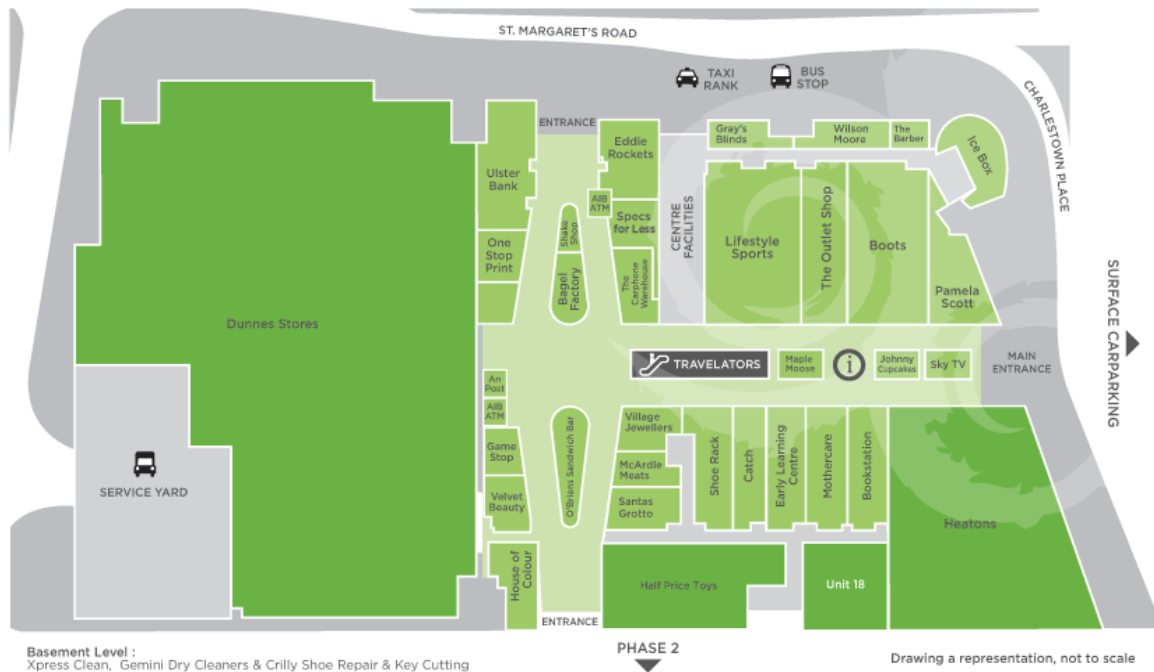 ST. MARGARET'S ROAD
TAXI
RANK
BUS
STOP
CHARLESTOWN PLACE
ENTRANCE
Eddie
Rockets
Gray's
Blinds
Wilson
Moore
The
Barber
Ice Box
Ulster
Bank
AIB
ATM
Specs
for Less
CENTRE
FACILITIES
Lifestyle
Sports
The Outlet Shop
Boots
Pamela
Scott
One
Stop
Print
Shake
Shop
Bagel
Factory
The
Carphone
Warehouse
Dunnes Stores
SURFACE CARPARKING
TRAVELATORS
Maple
Moose
i
Johnny
Cupcakes
Sky TV
MAIN
ENTRANCE
An
Post
AIB
ATM
Game
Stop
Velvet
Beauty
O'Briens Sandwich Bar
Village
Jewellers
McArdle
Meats
Santas
Grotto
Shoe Rack
Catch
Early Learning
Centre
Mothercare
Bookstation
Heatons
SERVICE YARD
House of
Colour
Half Price Toys
Unit 18
ENTRANCE
PHASE 2
Basement Level :
Xpress Clean, Gemini Dry Cleaners & Crilly Shoe Repair & Key Cutting
Drawing a representation, not to scale